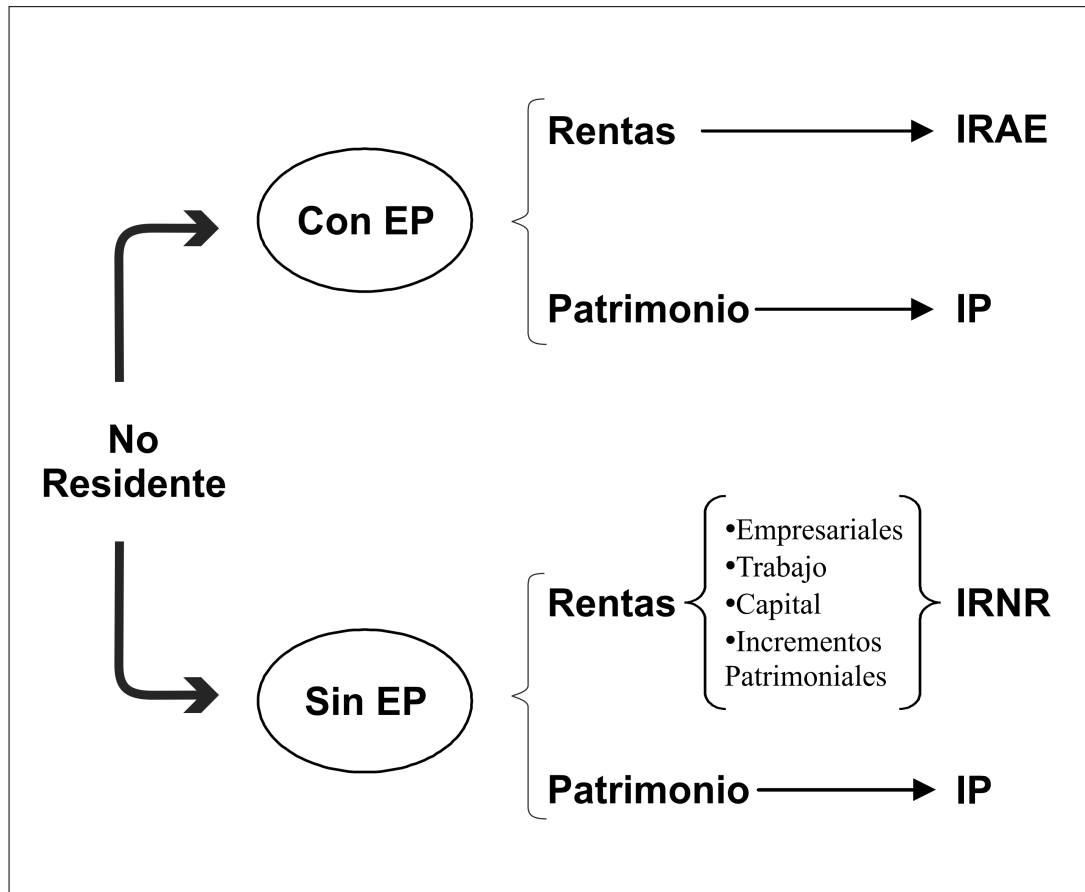 Rentas
IRAE
Con EP
Patrimonio
IP
No
Residente
Rentas
•Empresariales
•Trabajo
•Capital
•Incrementos
Patrimoniales
IRNR
Sin EP
Patrimonio
IP